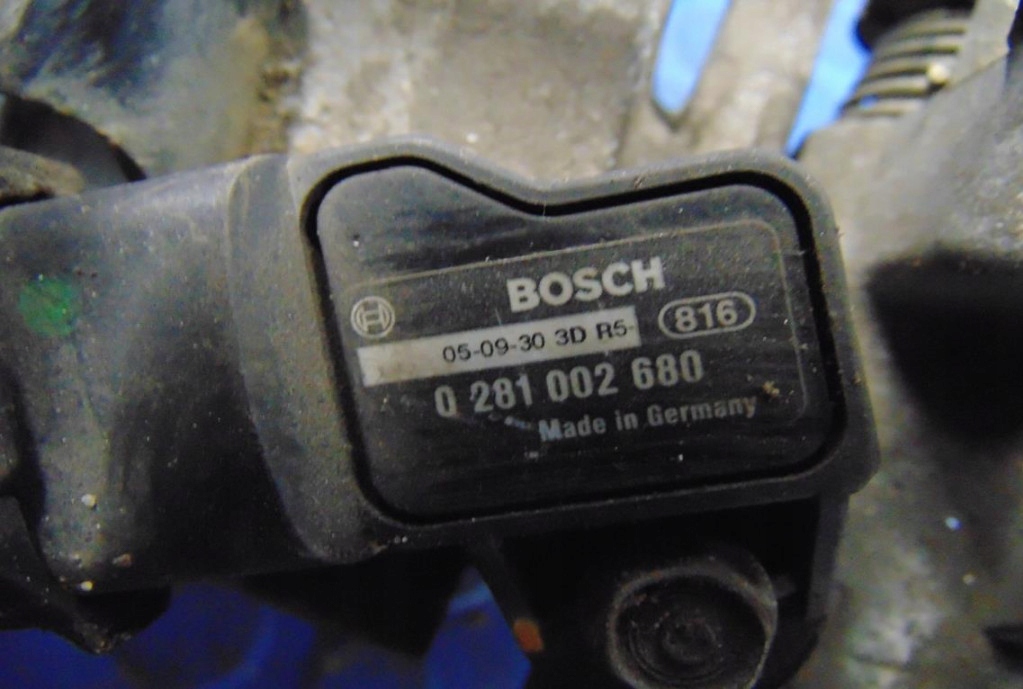 BOSCH
816
05-09-30 3D R5-
0 281 002 680
Made in Germany